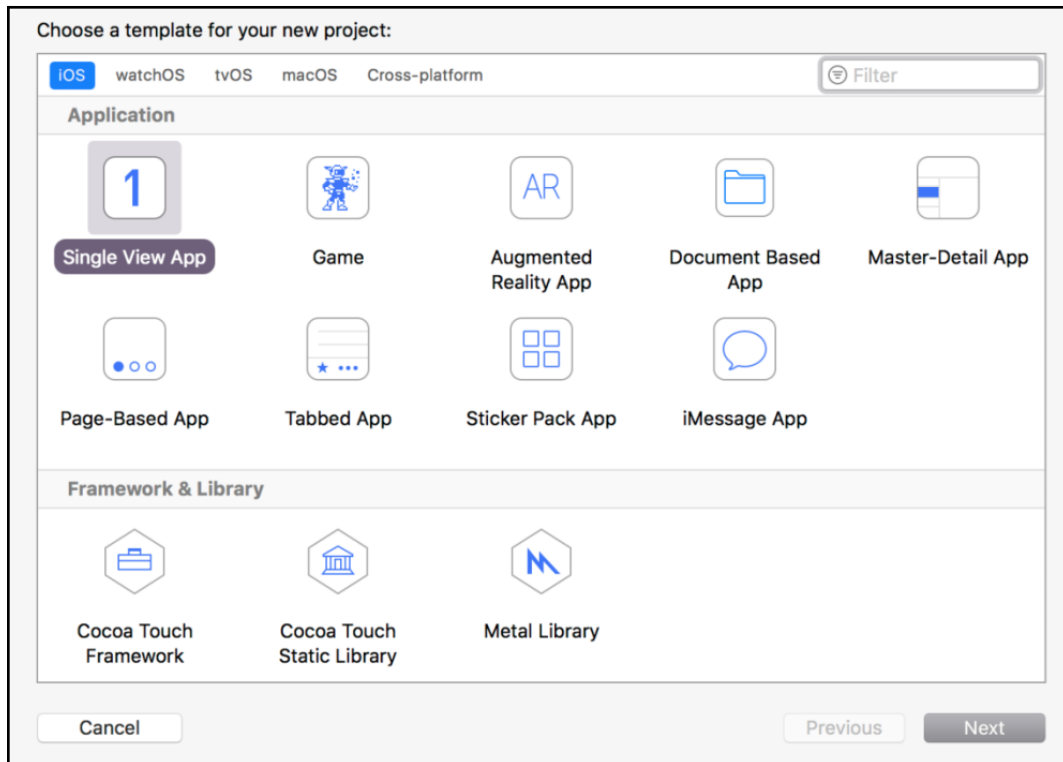 Choose a template for your new project:
iOS watchOS tvOS macOS Cross-platform Filter
Application
1 AR
Single View App Game Augmented Reality App Document Based App Master-Detail App
Page-Based App Tabbed App Sticker Pack App iMessage App
Framework & Library
Cocoa Touch Framework Cocoa Touch Static Library Metal Library
Cancel Previous Next